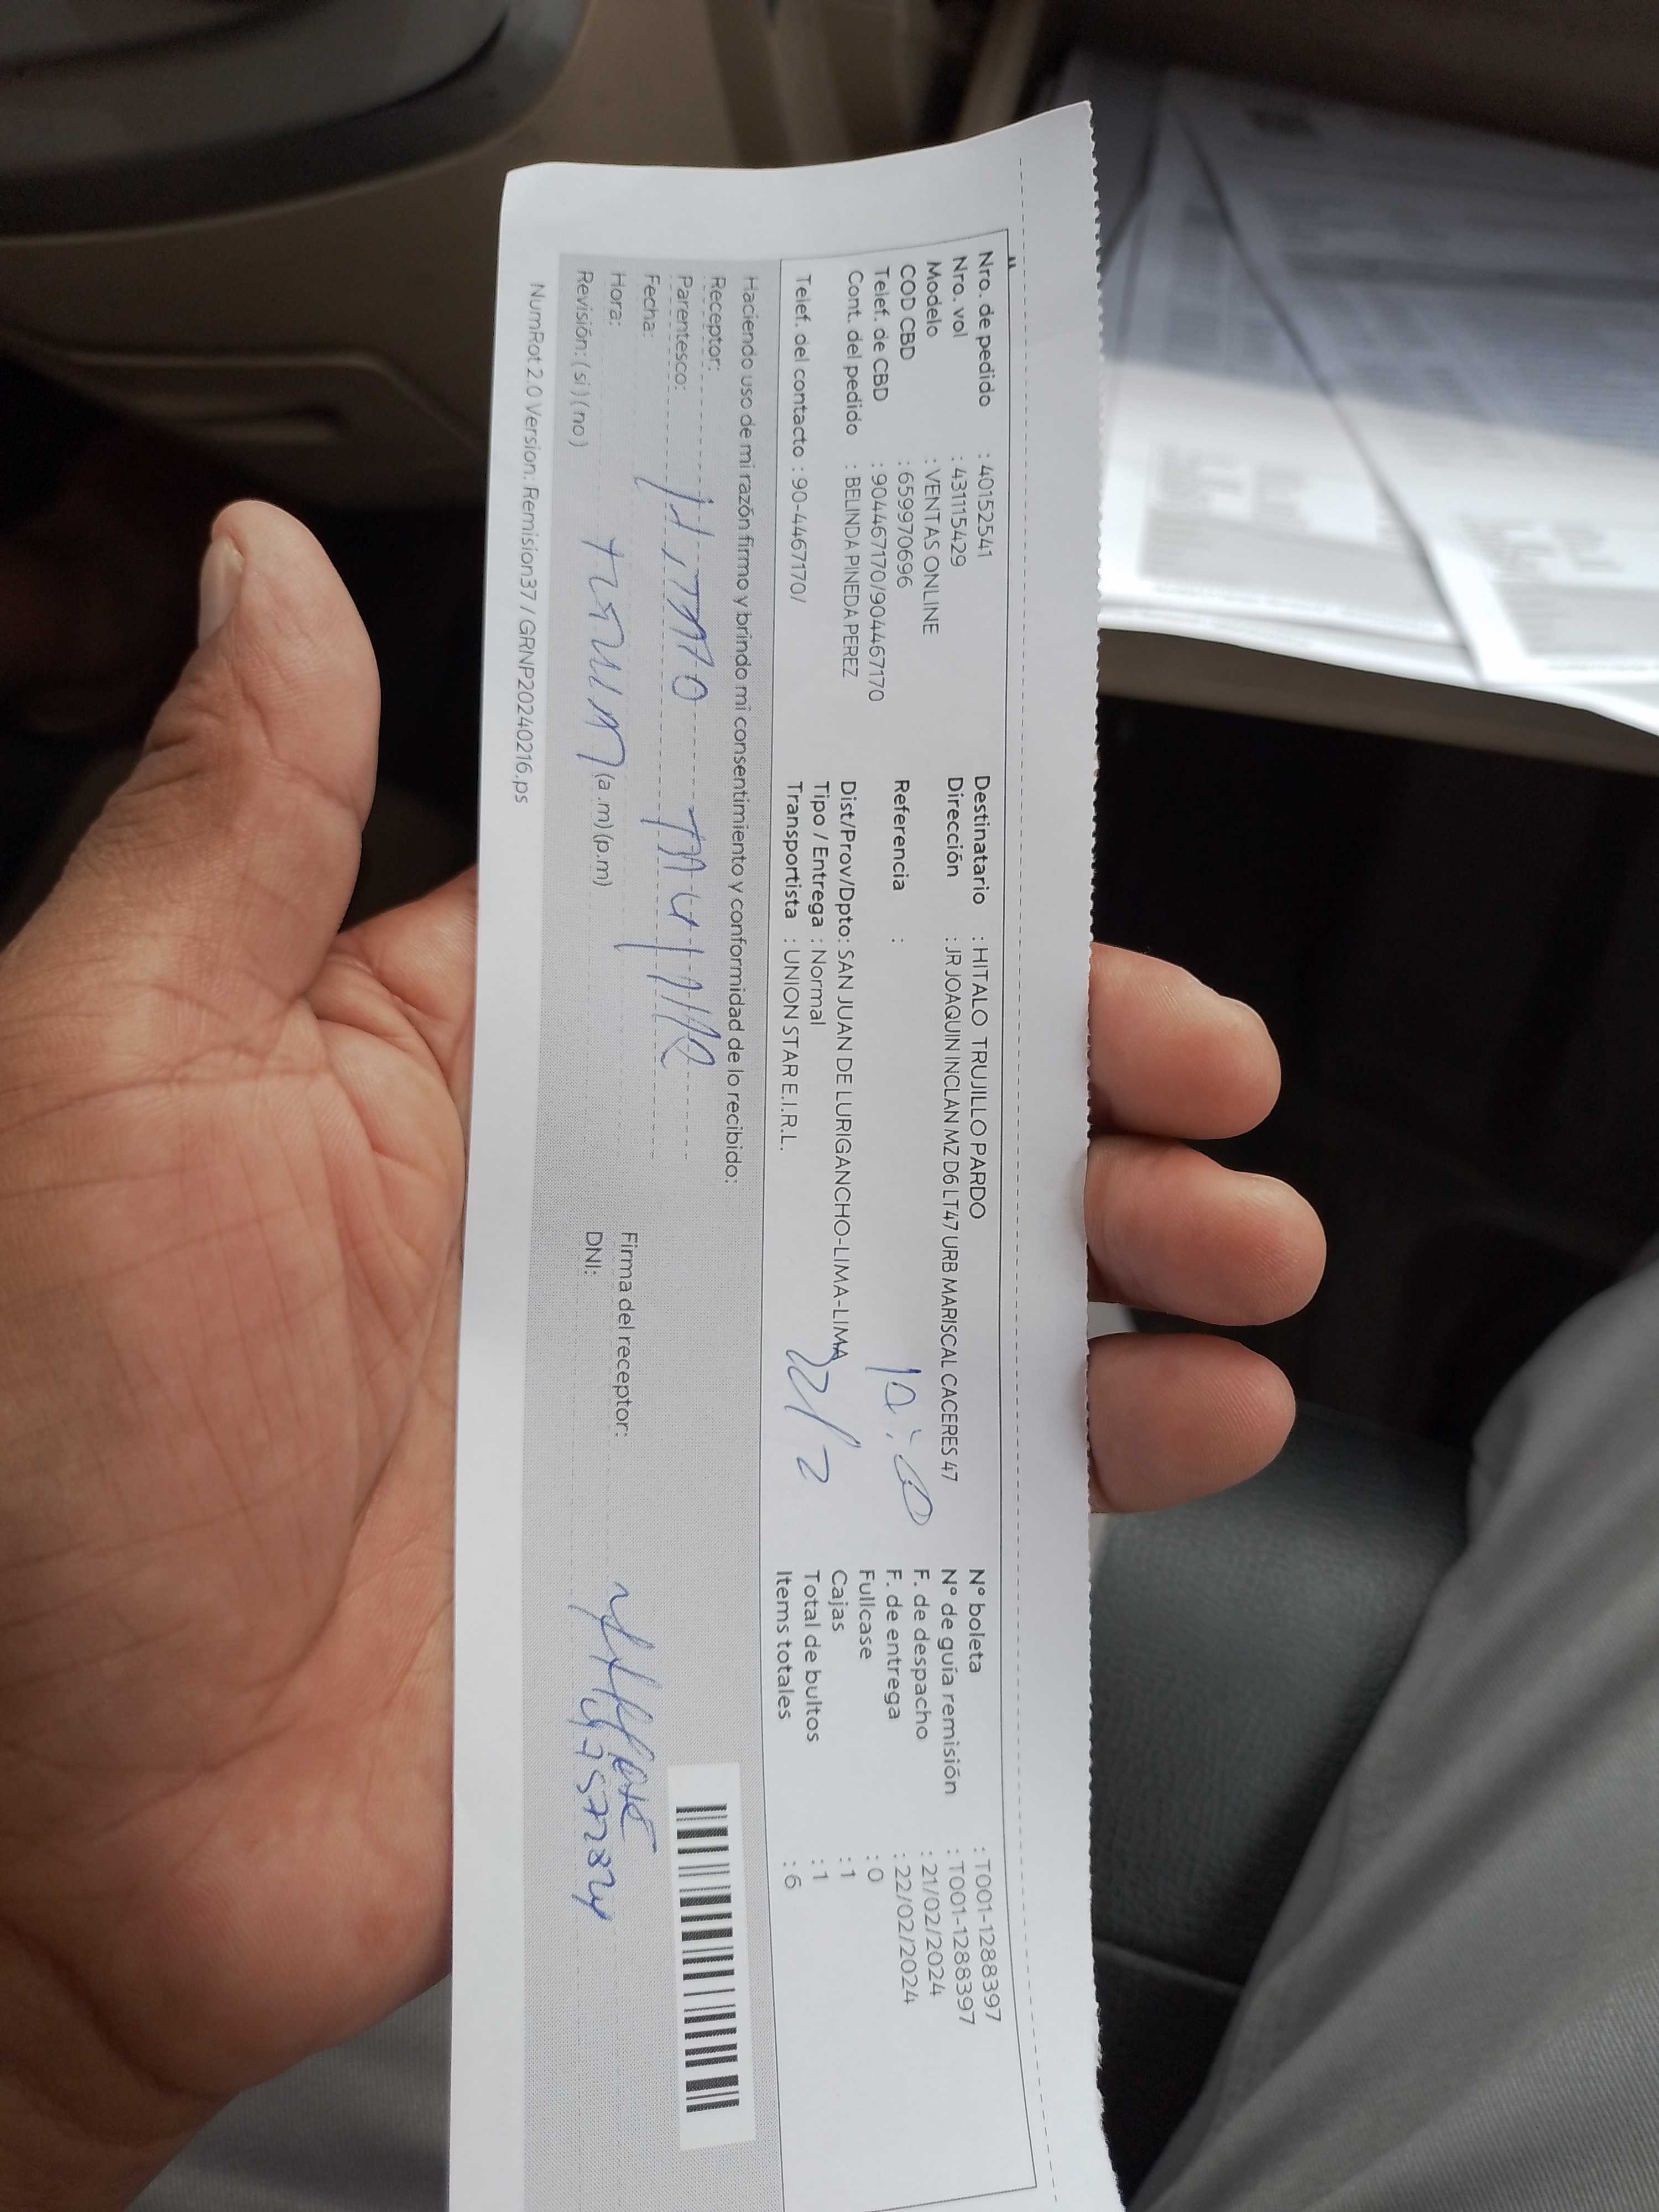 Nro. de pedido : 40152541
Nro. vol : 431115429
Modelo : VENTAS ONLINE
COD CBD : 659970696
Telef. de CBD : 904467170/904467170
Cont. del pedido : BELINDA PINEDA PEREZ
Telef. del contacto : 90-4467170/
Destinatario : HITALO TRUJILLO PARDO
Dirección : JR JOAQUIN INCLAN MZ D6 LT47 URB MARISCAL CACERES 47
Referencia :
Dist/Prov/Dpto: SAN JUAN DE LURIGANCHO-LIMA-LIMA
Tipo / Entrega : Normal
Transportista : UNION STAR E.I.R.L.
22/2
N° boleta : T001-1288397
N° de guía remisión : T001-1288397
F. de despacho : 21/02/2024
F. de entrega : 22/02/2024
Fullcase : 0
Cajas : 1
Total de bultos : 1
Items totales : 6
Haciendo uso de mi razón firmo y brindo mi consentimiento y conformidad de lo recibido:
Receptor:
Parentesco:
Fecha:
Hora: (a.m)(p.m)
Revisión: (si) (no)
Firma del receptor:
DNI:
NumRot 2.0 Version: Remision37 / GRNP20240216.ps